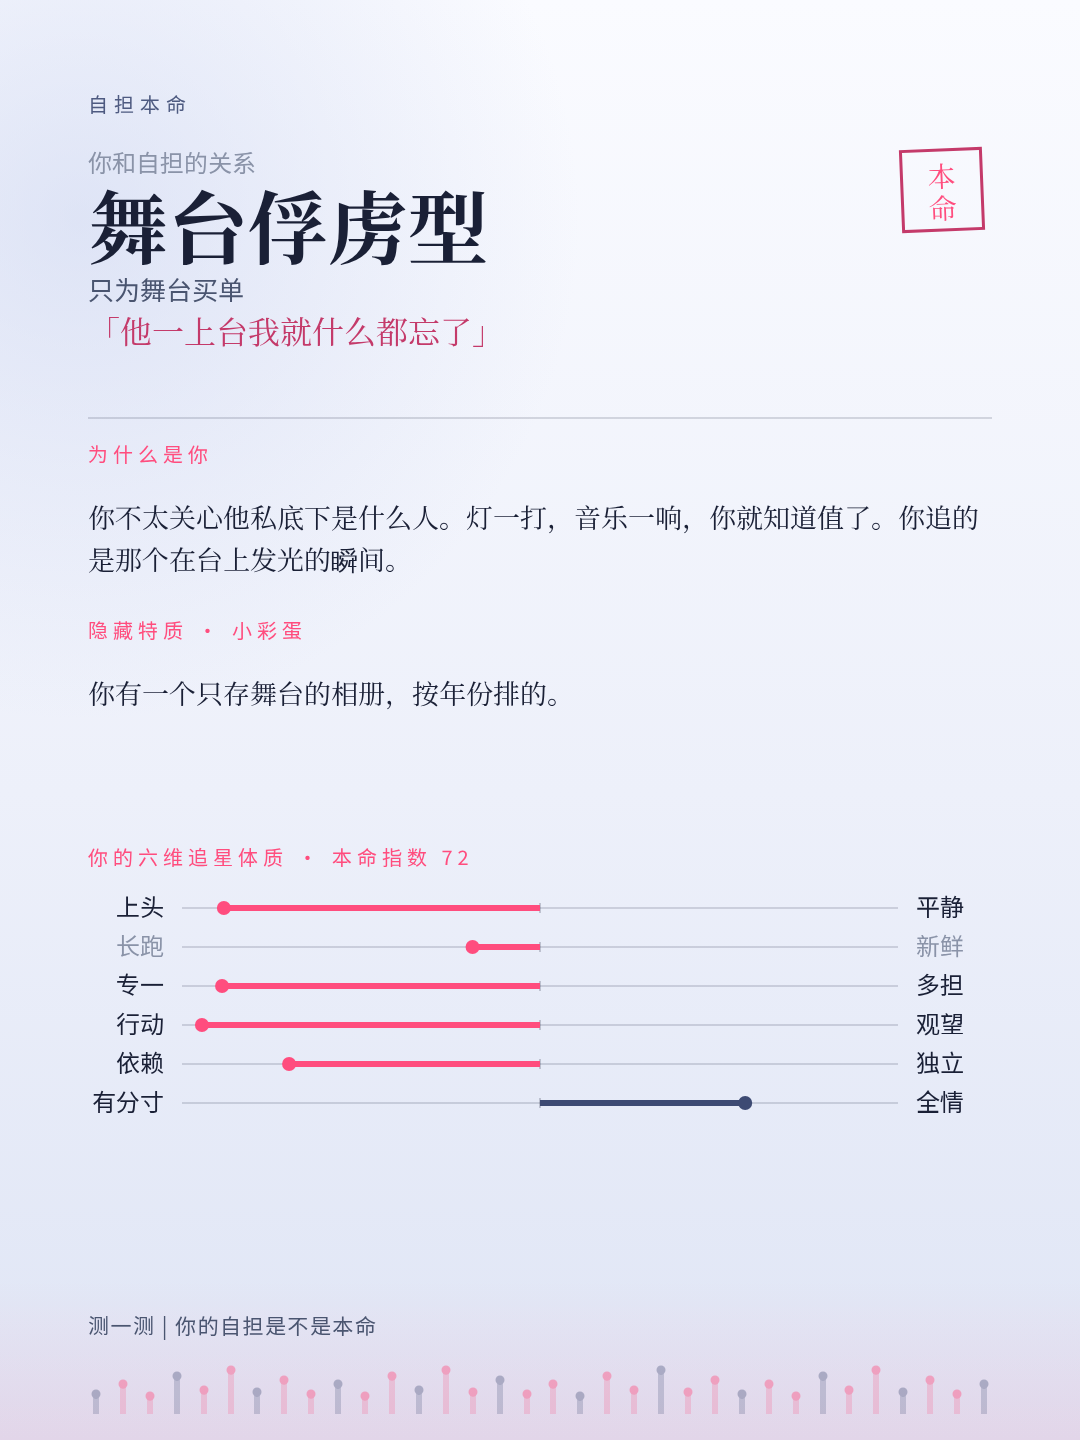 自担本命
你和自担的关系
舞台俘虏型
只为舞台买单
「他一上台我就什么都忘了」
本
命
为什么是你
你不太关心他私底下是什么人。灯一打，音乐一响，你就知道值了。你追的
是那个在台上发光的瞬间。
隐藏特质 · 小彩蛋
你有一个只存舞台的相册，按年份排的。
你的六维追星体质 · 本命指数 72
上头 平静
长跑 新鲜
专一 多担
行动 观望
依赖 独立
有分寸 全情
测一测 | 你的自担是不是本命